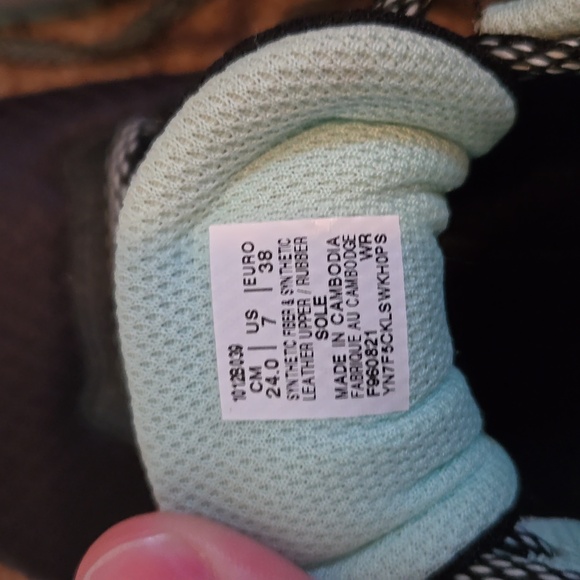 1012B039
CM | US | EURO
24.0 | 7 | 38
SYNTHETIC FIBER & SYNTHETIC
LEATHER UPPER / RUBBER
SOLE
MADE IN CAMBODIA
FABRIQUE AU CAMBODGE
F960821 WR
YN7F5CKLSWKH0PS